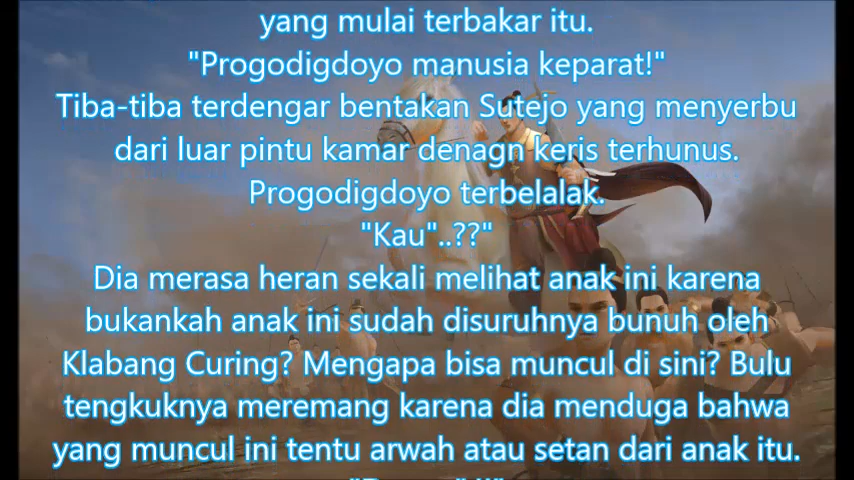 yang mulai terbakar itu.
"Progodigdoyo manusia keparat!"
Tiba-tiba terdengar bentakan Sutejo yang menyerbu
dari luar pintu kamar denagn keris terhunus.
Progodigdoyo terbelalak.
"Kau"..??"
Dia merasa heran sekali melihat anak ini karena
bukankah anak ini sudah disuruhnya bunuh oleh
Klabang Curing? Mengapa bisa muncul di sini? Bulu
tengkuknya meremang karena dia menduga bahwa
yang muncul ini tentu arwah atau setan dari anak itu.